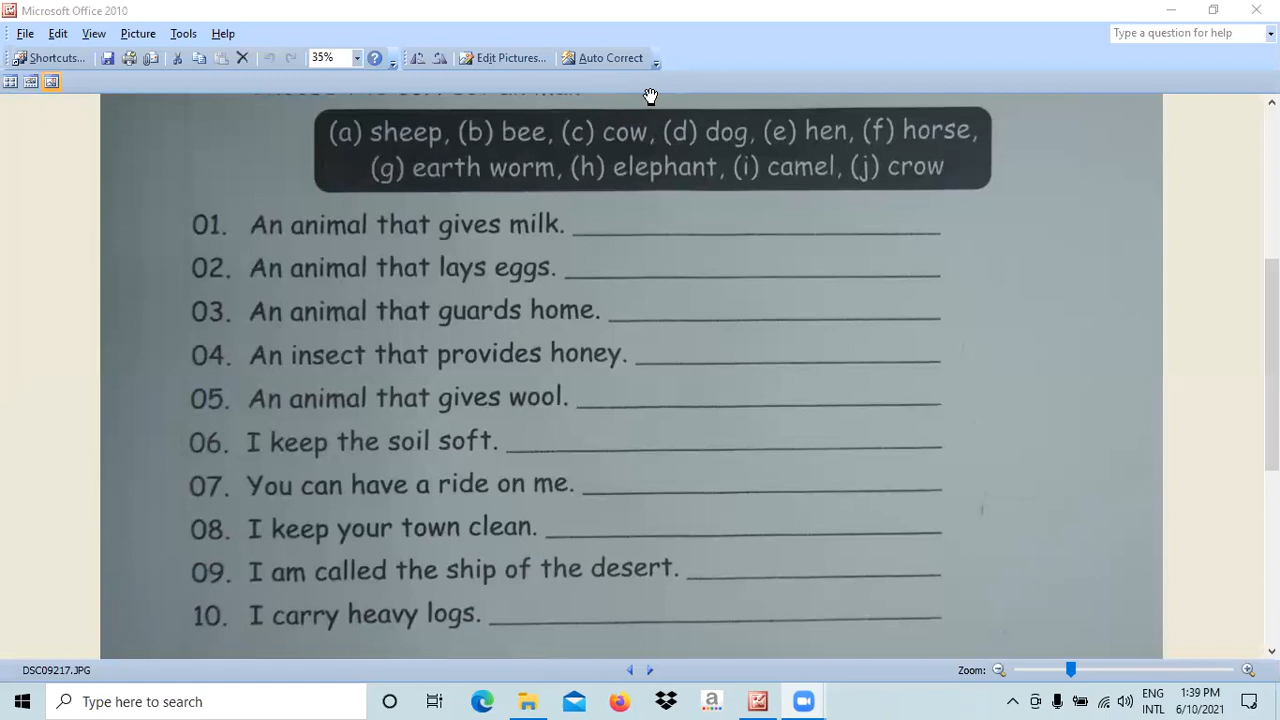 Microsoft Office 2010
File Edit View Picture Tools Help
Type a question for help
Shortcuts... 35% Edit Pictures... Auto Correct
(a) sheep, (b) bee, (c) cow, (d) dog, (e) hen, (f) horse,
(g) earth worm, (h) elephant, (i) camel, (j) crow
01. An animal that gives milk.
02. An animal that lays eggs.
03. An animal that guards home.
04. An insect that provides honey.
05. An animal that gives wool.
06. I keep the soil soft.
07. You can have a ride on me.
08. I keep your town clean.
09. I am called the ship of the desert.
10. I carry heavy logs.
DSC09217.JPG Zoom:
Type here to search
ENG 1:39 PM
INTL 6/10/2021